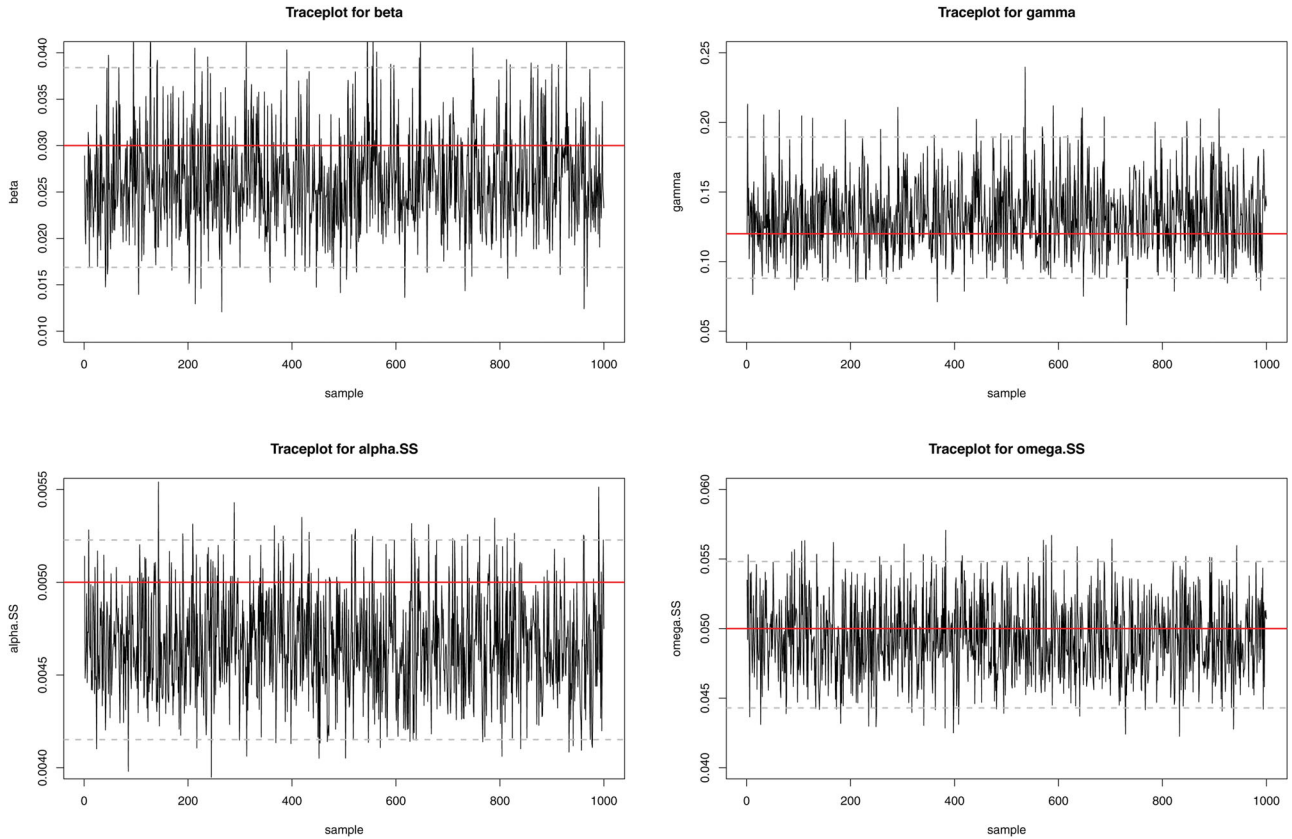 Traceplot for beta
beta
0.010 0.015 0.020 0.025 0.030 0.035 0.040
0 200 400 600 800 1000
sample
Traceplot for gamma
gamma
0.05 0.10 0.15 0.20 0.25
0 200 400 600 800 1000
sample
Traceplot for alpha.SS
alpha.SS
0.0040 0.0045 0.0050 0.0055
0 200 400 600 800 1000
sample
Traceplot for omega.SS
omega.SS
0.040 0.045 0.050 0.055 0.060
0 200 400 600 800 1000
sample